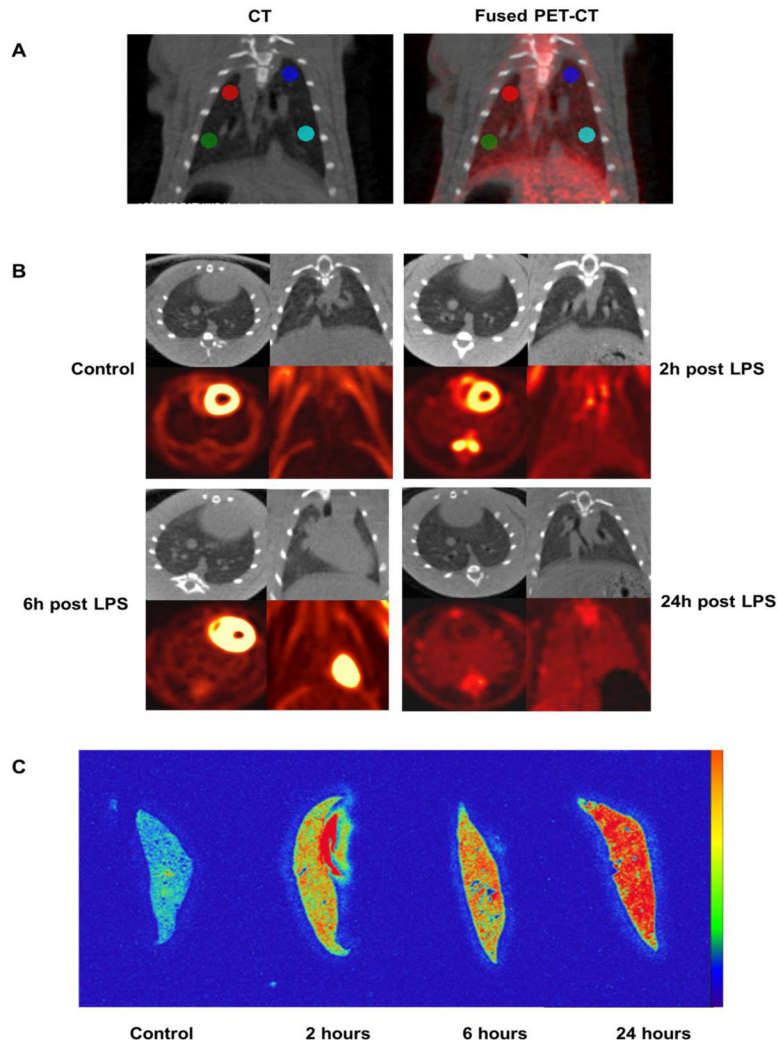 CT
Fused PET-CT
A
B
Control
2h post LPS
6h post LPS
24h post LPS
C
Control
2 hours
6 hours
24 hours